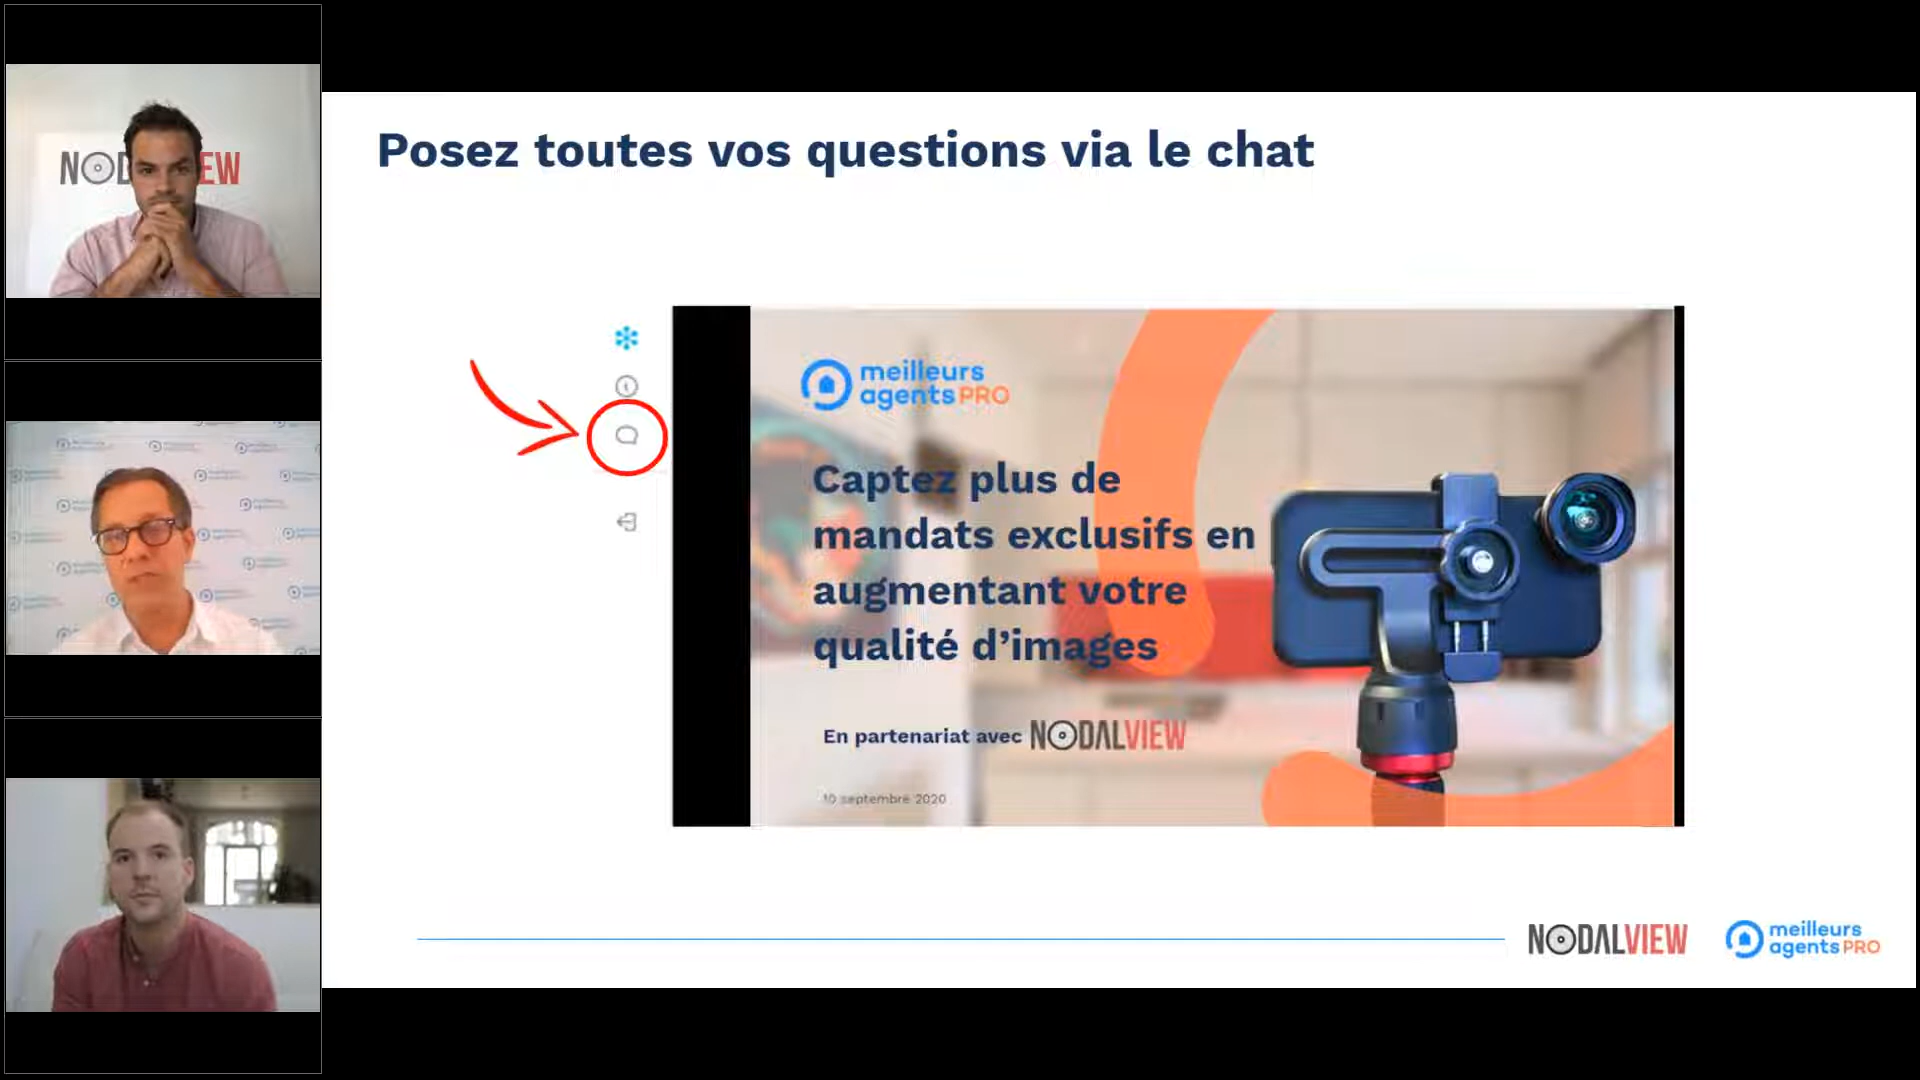 NODALVIEW
Posez toutes vos questions via le chat
meilleurs
agents PRO
Captez plus de
mandats exclusifs en
augmentant votre
qualité d’images
En partenariat avec NODALVIEW
10 septembre 2020
NODALVIEW
meilleurs
agents PRO